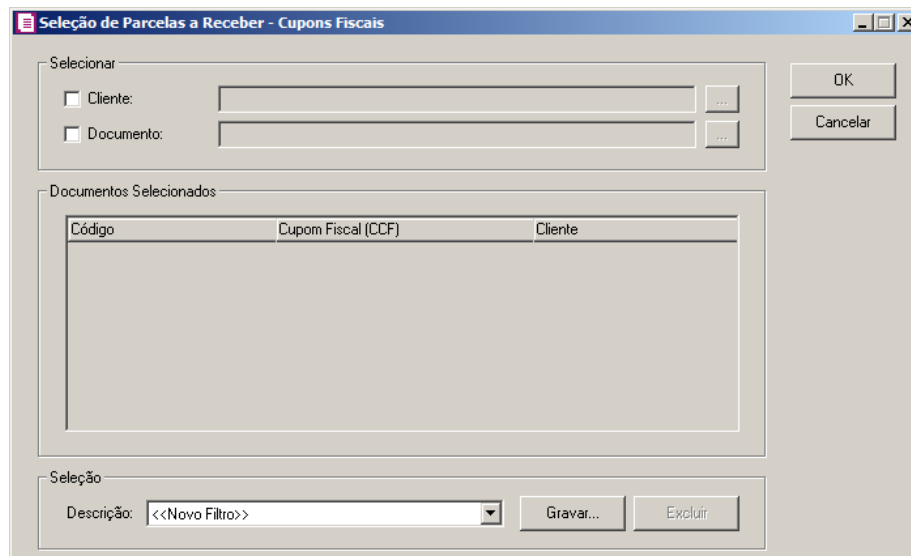 Seleção de Parcelas a Receber - Cupons Fiscais
Selecionar
Cliente: ...
Documento: ...
OK
Cancelar
Documentos Selecionados
Código Cupom Fiscal (CCF) Cliente
Seleção
Descrição: <<Novo Filtro>> Gravar... Excluir